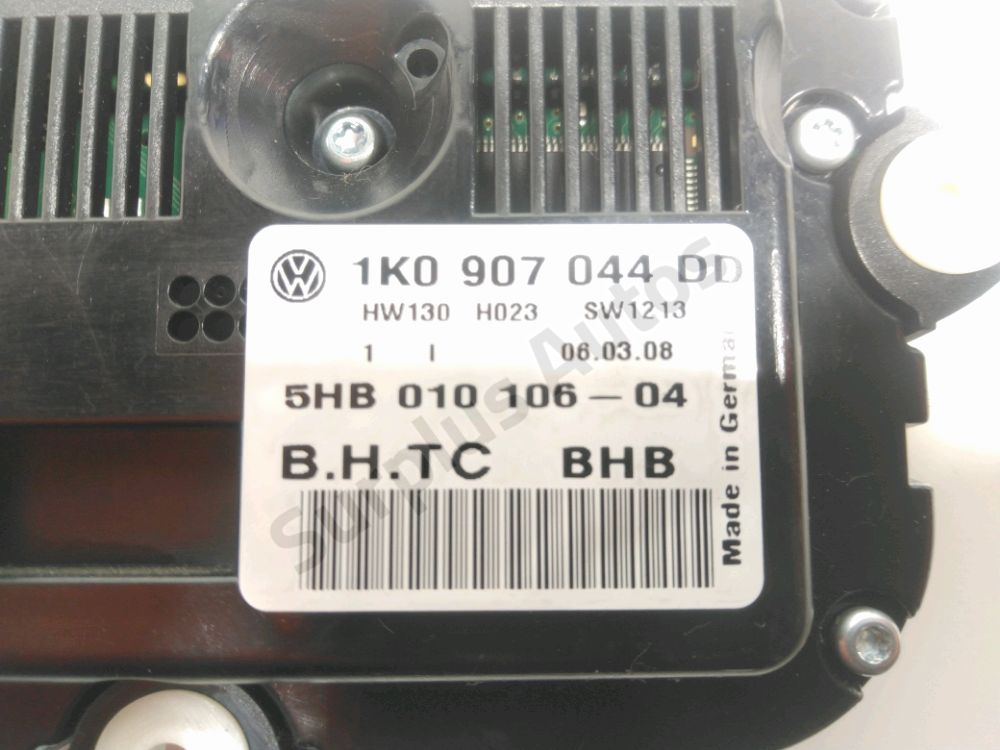 1K0 907 044 DD
HW130 H023 SW1213
1 I 06.03.08
5HB 010 106-04
B.H.TC BHB
Made in Germa
Surplus Autos